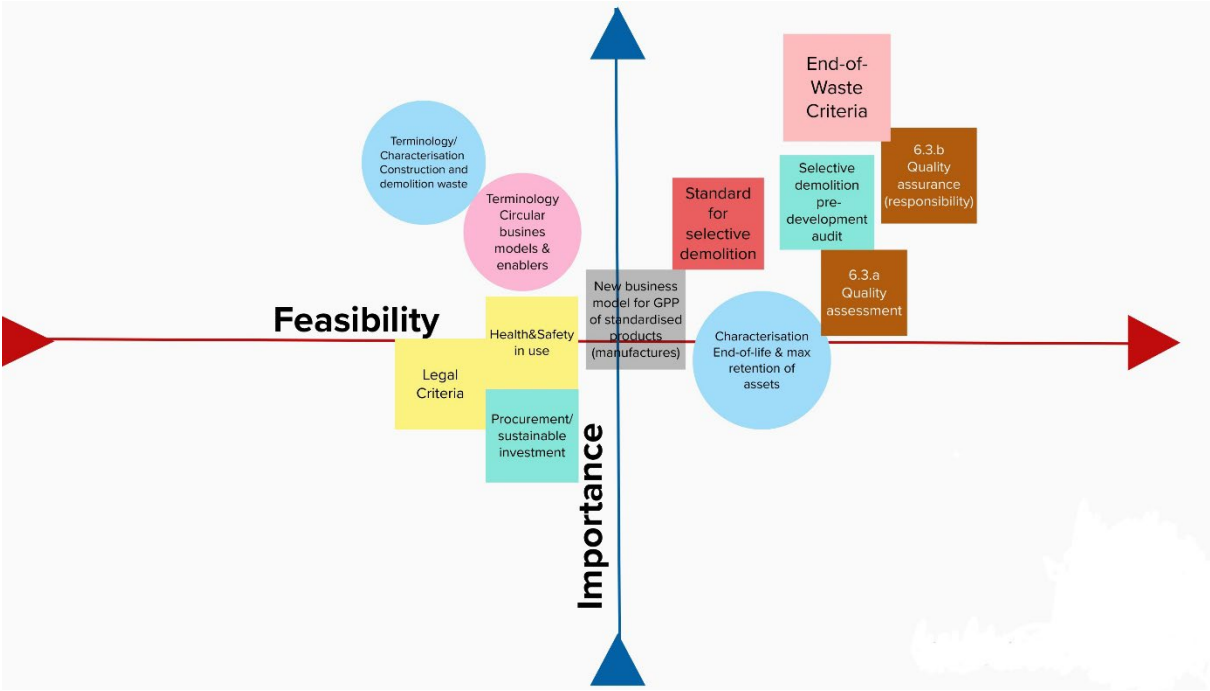 End-of-
Waste
Criteria
Terminology/
Characterisation
Construction and
demolition waste
6.3.b
Quality
assurance
(responsibility)
Selective
demolition
pre-
development
audit
Terminology
Circular
busines
models &
enablers
Standard
for
selective
demolition
6.3.a
Quality
assessment
New business
model for GPP
of standardised
products
(manufactures)
Feasibility
Health&Safety
in use
Characterisation
End-of-life & max
retention of
assets
Legal
Criteria
Procurement/
sustainable
investment
Importance